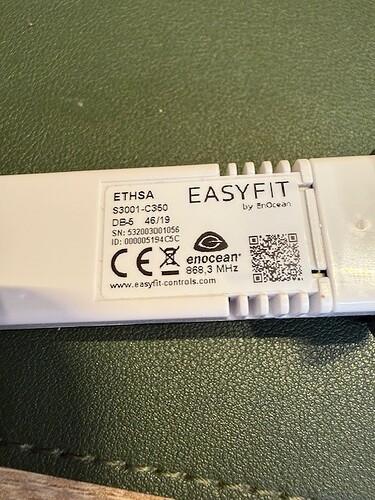 ETHSA
EASYFIT
by EnOcean
S3001-C350
DB-5 46/19
SN: 532003001056
ID: 000005194C5C
CE
enocean®
868,3 MHz
www.easyfit-controls.com